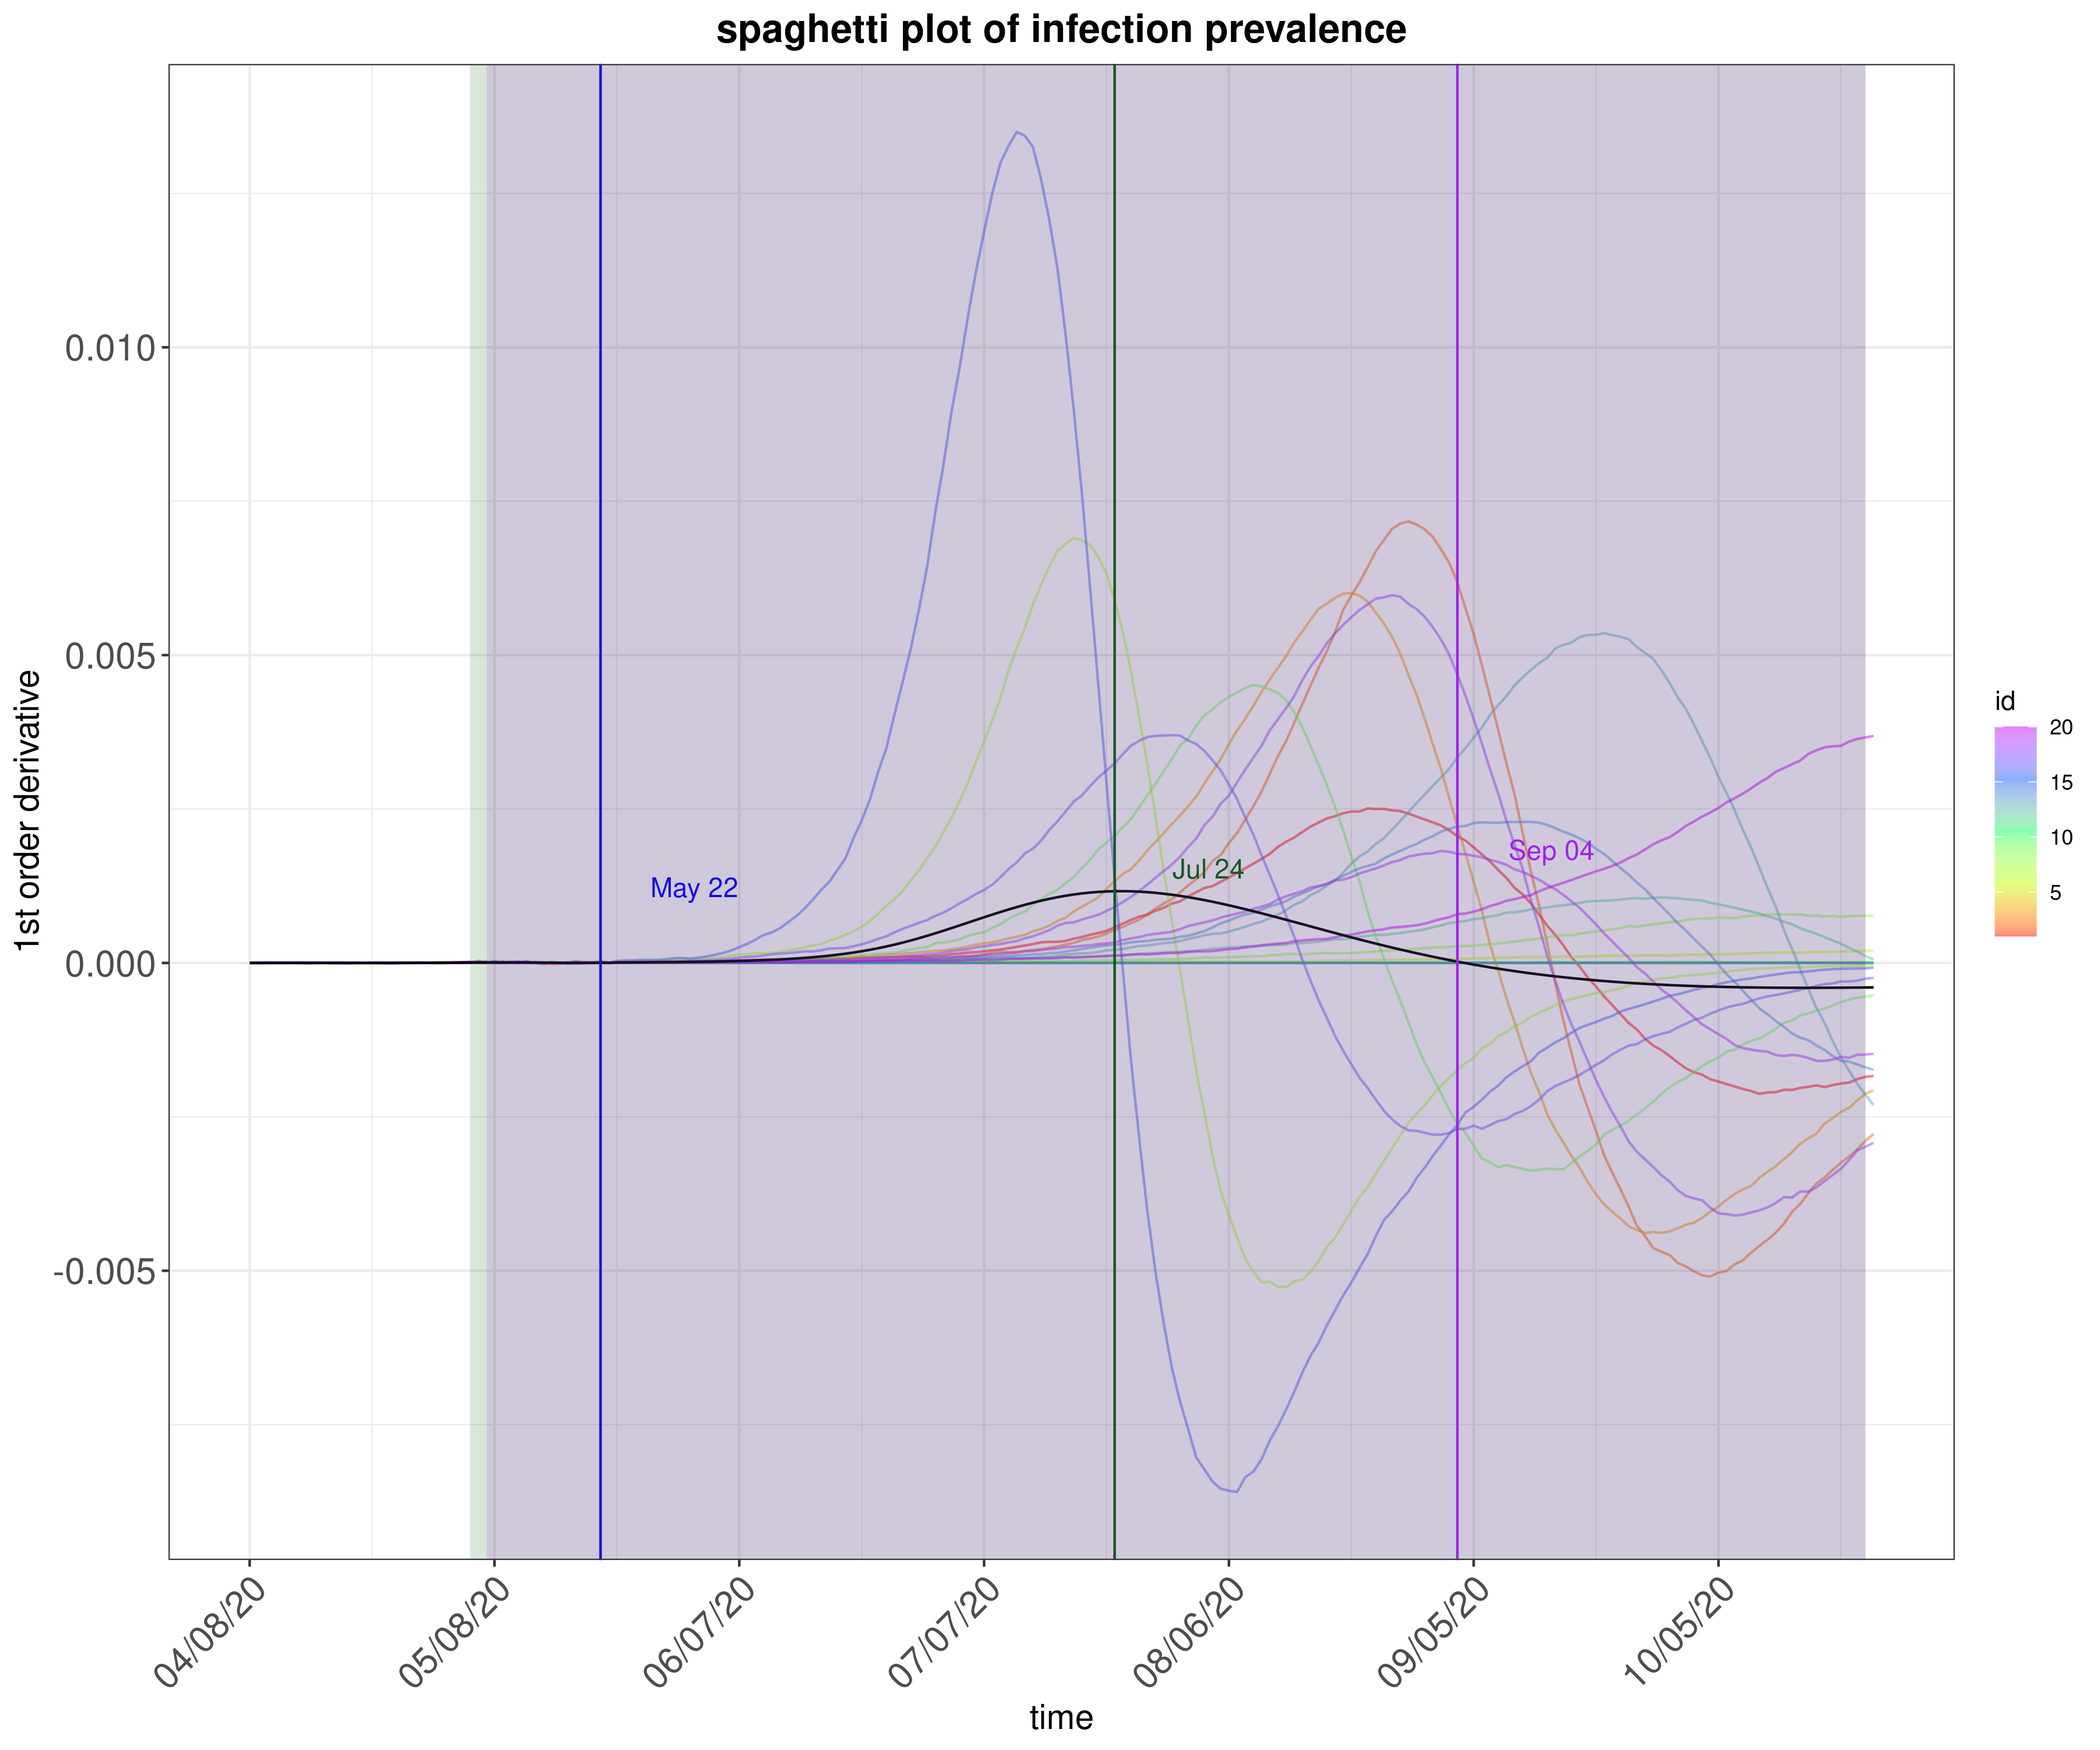 spaghetti plot of infection prevalence
1st order derivative
0.010
0.005
0.000
-0.005
May 22
Jul 24
Sep 04
id
20
15
10
5
04/08/20
05/08/20
06/07/20
07/07/20
08/06/20
09/05/20
10/05/20
time